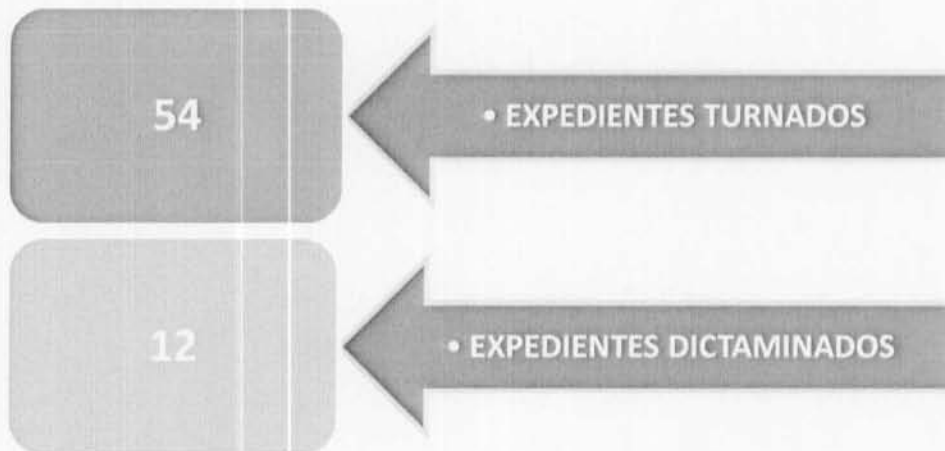 54
• EXPEDIENTES TURNADOS
12
• EXPEDIENTES DICTAMINADOS